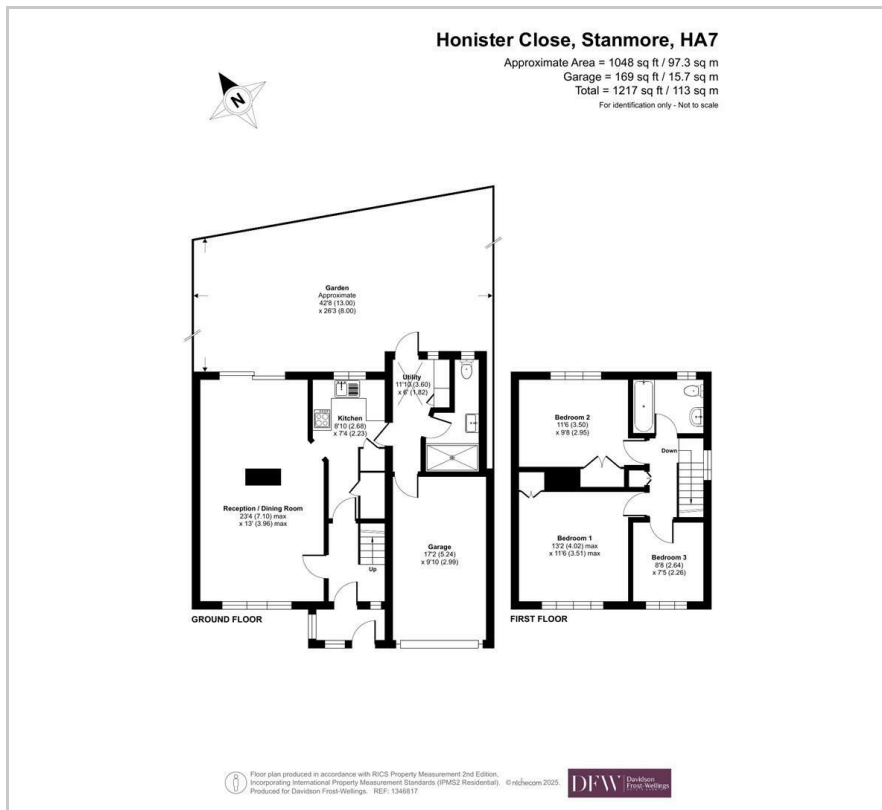 Honister Close, Stanmore, HA7
Approximate Area = 1048 sq ft / 97.3 sq m
Garage = 169 sq ft / 15.7 sq m
Total = 1217 sq ft / 113 sq m
For identification only - Not to scale
N
Garden
Approximate
42'8 (13.00)
x 26'3 (8.00)
Utility
11'10 (3.60)
x 6' (1.82)
Kitchen
8'10 (2.68)
x 7'4 (2.23)
Reception / Dining Room
23'4 (7.10) max
x 13' (3.96) max
Up
Garage
17'2 (5.24)
x 9'10 (2.99)
GROUND FLOOR
Bedroom 2
11'6 (3.50)
x 9'8 (2.95)
Down
Bedroom 1
13'2 (4.02) max
x 11'6 (3.51) max
Bedroom 3
8'8 (2.64)
x 7'5 (2.26)
FIRST FLOOR
Floor plan produced in accordance with RICS Property Measurement 2nd Edition,
Incorporating International Property Measurement Standards (IPMS2 Residential). ©nichecom 2025.
Produced for Davidson Frost-Wellings. REF: 1346817
DFW
Davidson
Frost-Wellings